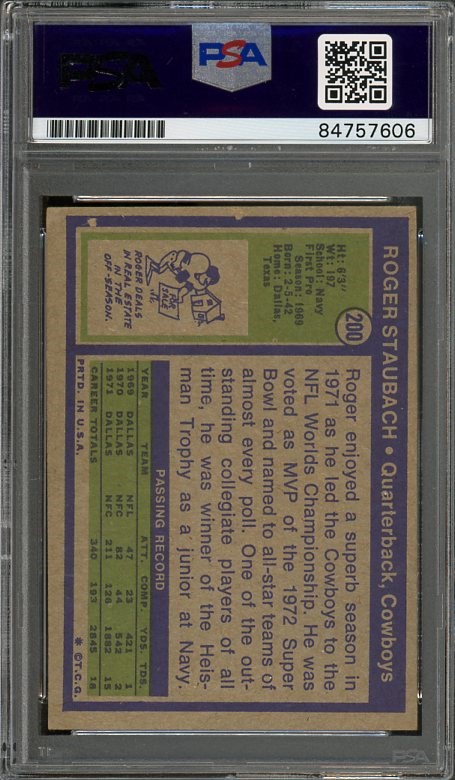 PSA
PSA
84757606
ROGER STAUBACH • Quarterback, Cowboys
200
Ht: 6'3"
Wt: 197
School: Navy
First Pro
Season: 1969
Born: 2-5-42
Home: Dallas,
Texas
FOR SALE
ROGER DEALS
IN REAL ESTATE
IN THE
OFF-SEASON.
Roger enjoyed a superb season in
1971 as he led the Cowboys to the
NFL Worlds Championship. He was
voted as MVP of the 1972 Super
Bowl and named to all-star teams of
almost every poll. One of the out-
standing collegiate players of all
time, he was winner of the Heis-
man Trophy as a junior at Navy.
PASSING RECORD
YEAR TEAM ATT. COMP. YDS. TDS.
1969 DALLAS NFL 47 23 421 1
1970 DALLAS NFC 82 44 542 2
1971 DALLAS NFC 211 126 1882 15
CAREER TOTALS 340 193 2845 18
PRTD. IN U.S.A. * ©T.C.G.
PSA